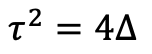 τ² = 4Δ